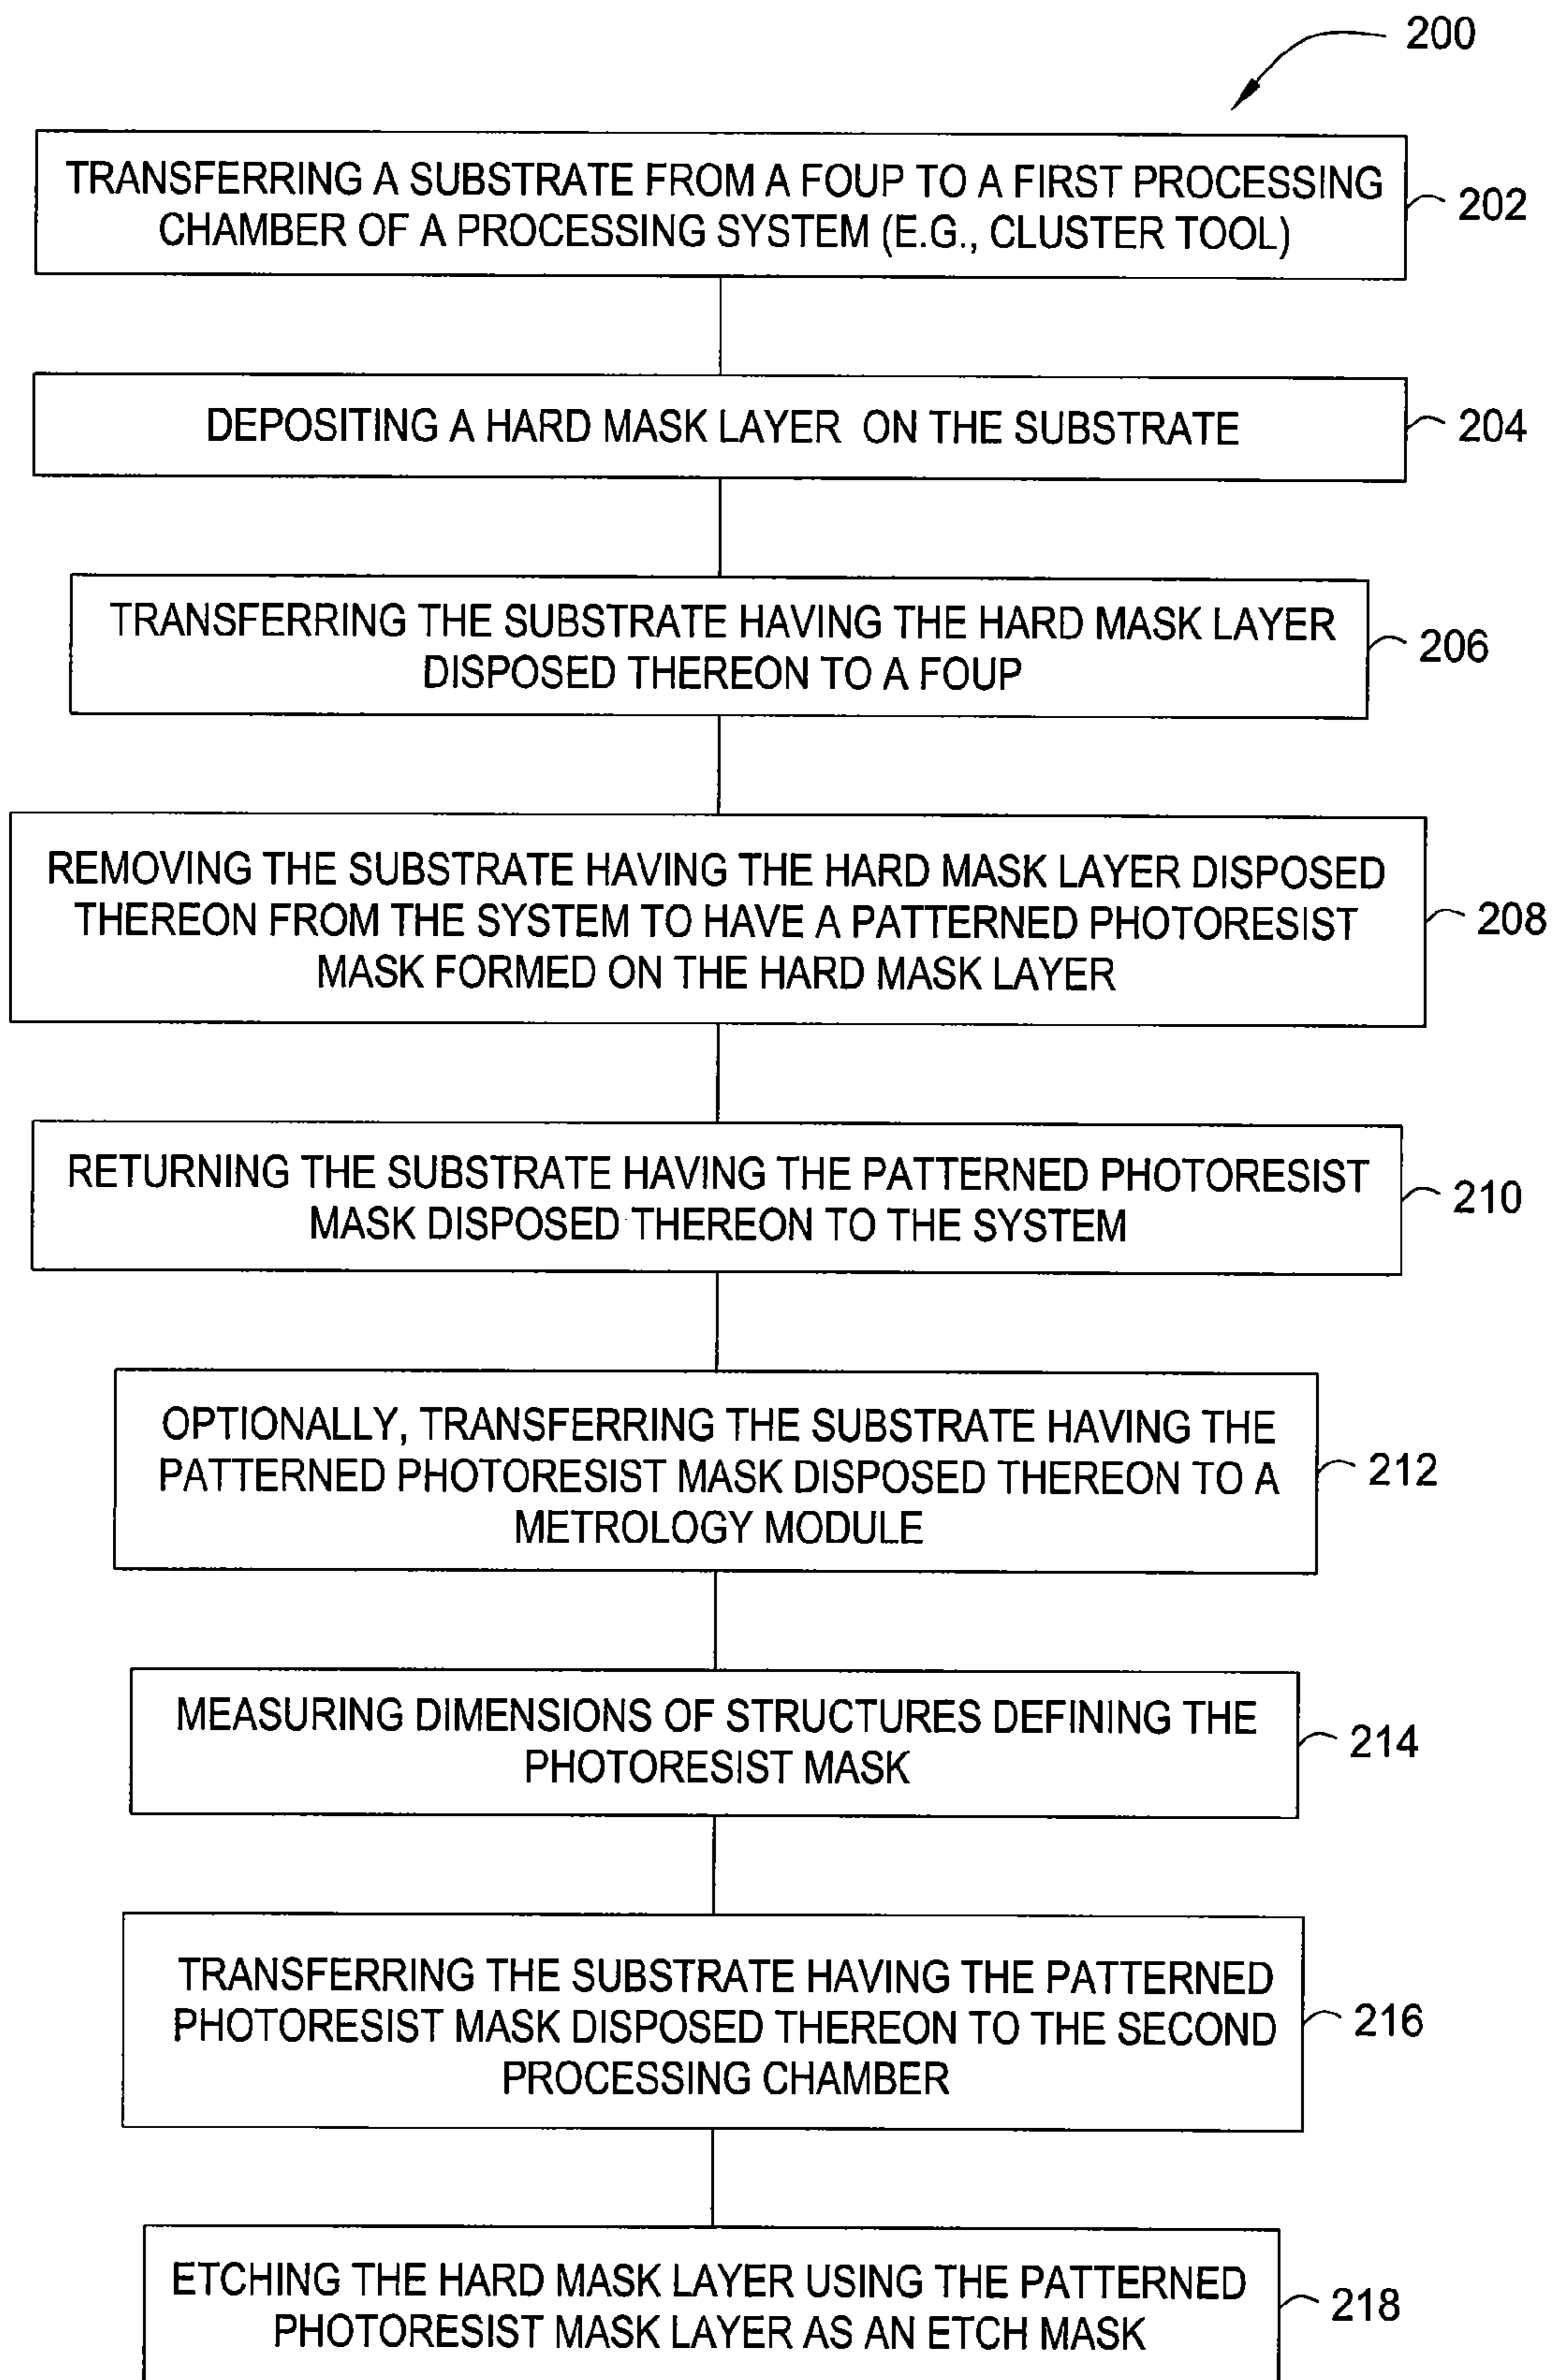 200
TRANSFERRING A SUBSTRATE FROM A FOUP TO A FIRST PROCESSING
CHAMBER OF A PROCESSING SYSTEM (E.G., CLUSTER TOOL)
202
DEPOSITING A HARD MASK LAYER ON THE SUBSTRATE
204
TRANSFERRING THE SUBSTRATE HAVING THE HARD MASK LAYER
DISPOSED THEREON TO A FOUP
206
REMOVING THE SUBSTRATE HAVING THE HARD MASK LAYER DISPOSED
THEREON FROM THE SYSTEM TO HAVE A PATTERNED PHOTORESIST
MASK FORMED ON THE HARD MASK LAYER
208
RETURNING THE SUBSTRATE HAVING THE PATTERNED PHOTORESIST
MASK DISPOSED THEREON TO THE SYSTEM
210
OPTIONALLY, TRANSFERRING THE SUBSTRATE HAVING THE
PATTERNED PHOTORESIST MASK DISPOSED THEREON TO A
METROLOGY MODULE
212
MEASURING DIMENSIONS OF STRUCTURES DEFINING THE
PHOTORESIST MASK
214
TRANSFERRING THE SUBSTRATE HAVING THE PATTERNED
PHOTORESIST MASK DISPOSED THEREON TO THE SECOND
PROCESSING CHAMBER
216
ETCHING THE HARD MASK LAYER USING THE PATTERNED
PHOTORESIST MASK LAYER AS AN ETCH MASK
218